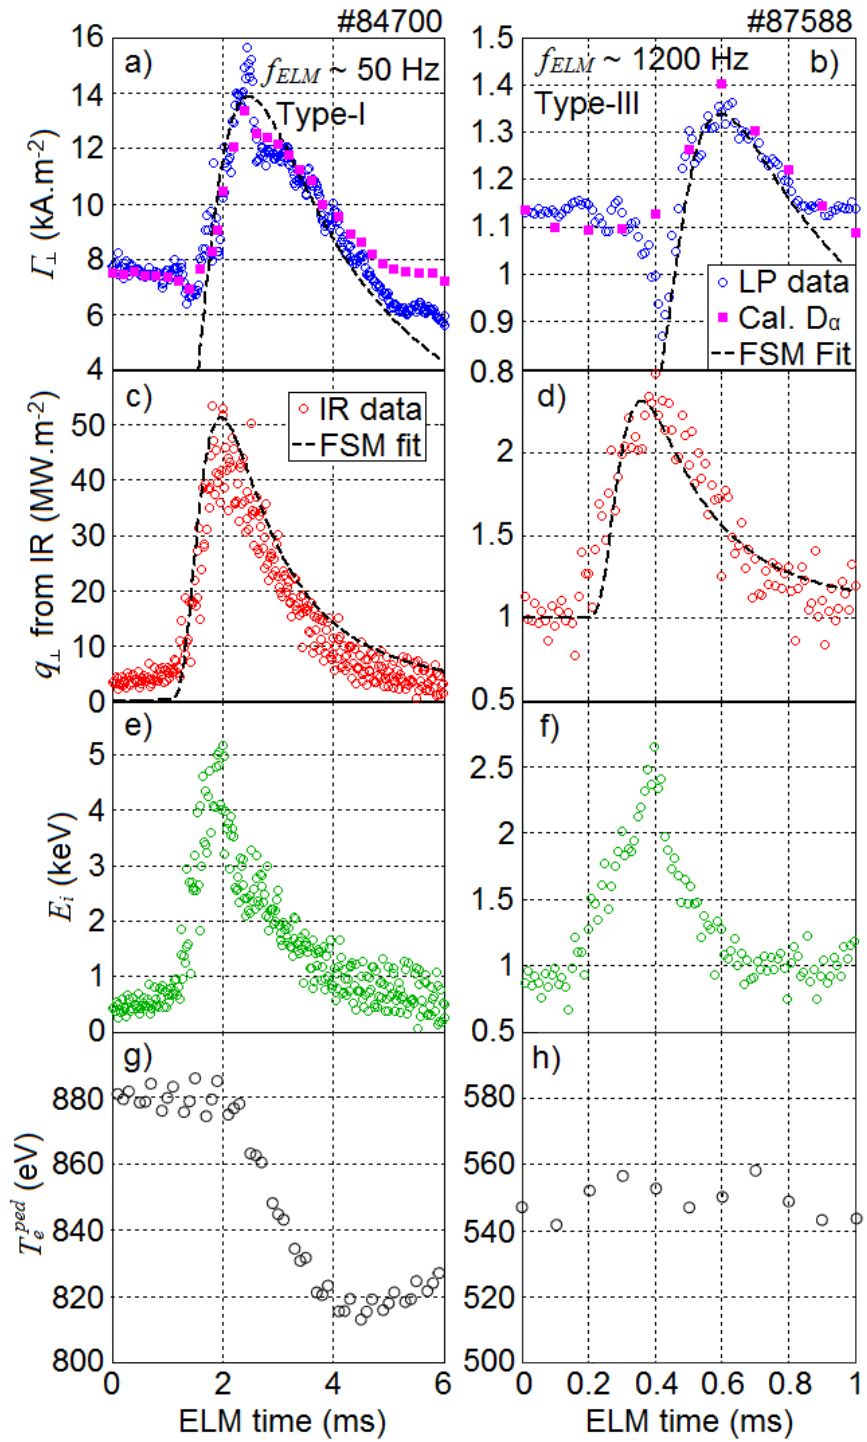 #84700
#87588
16
14
12
10
8
6
4
Γ⊥ (kA.m-2)
a)
fELM ~ 50 Hz
Type-I
1.5
1.4
1.3
1.2
1.1
1
0.9
0.8
fELM ~ 1200 Hz
b)
Type-III
LP data
Cal. Dα
FSM Fit
50
40
30
20
10
0
q⊥ from IR (MW.m-2)
c)
IR data
FSM fit
2
1.5
1
0.5
d)
5
4
3
2
1
0
Ei (keV)
e)
2.5
2
1.5
1
0.5
f)
880
860
840
820
800
Teped (eV)
g)
580
560
540
520
500
h)
0 2 4 6
0 0.2 0.4 0.6 0.8 1
ELM time (ms)
ELM time (ms)